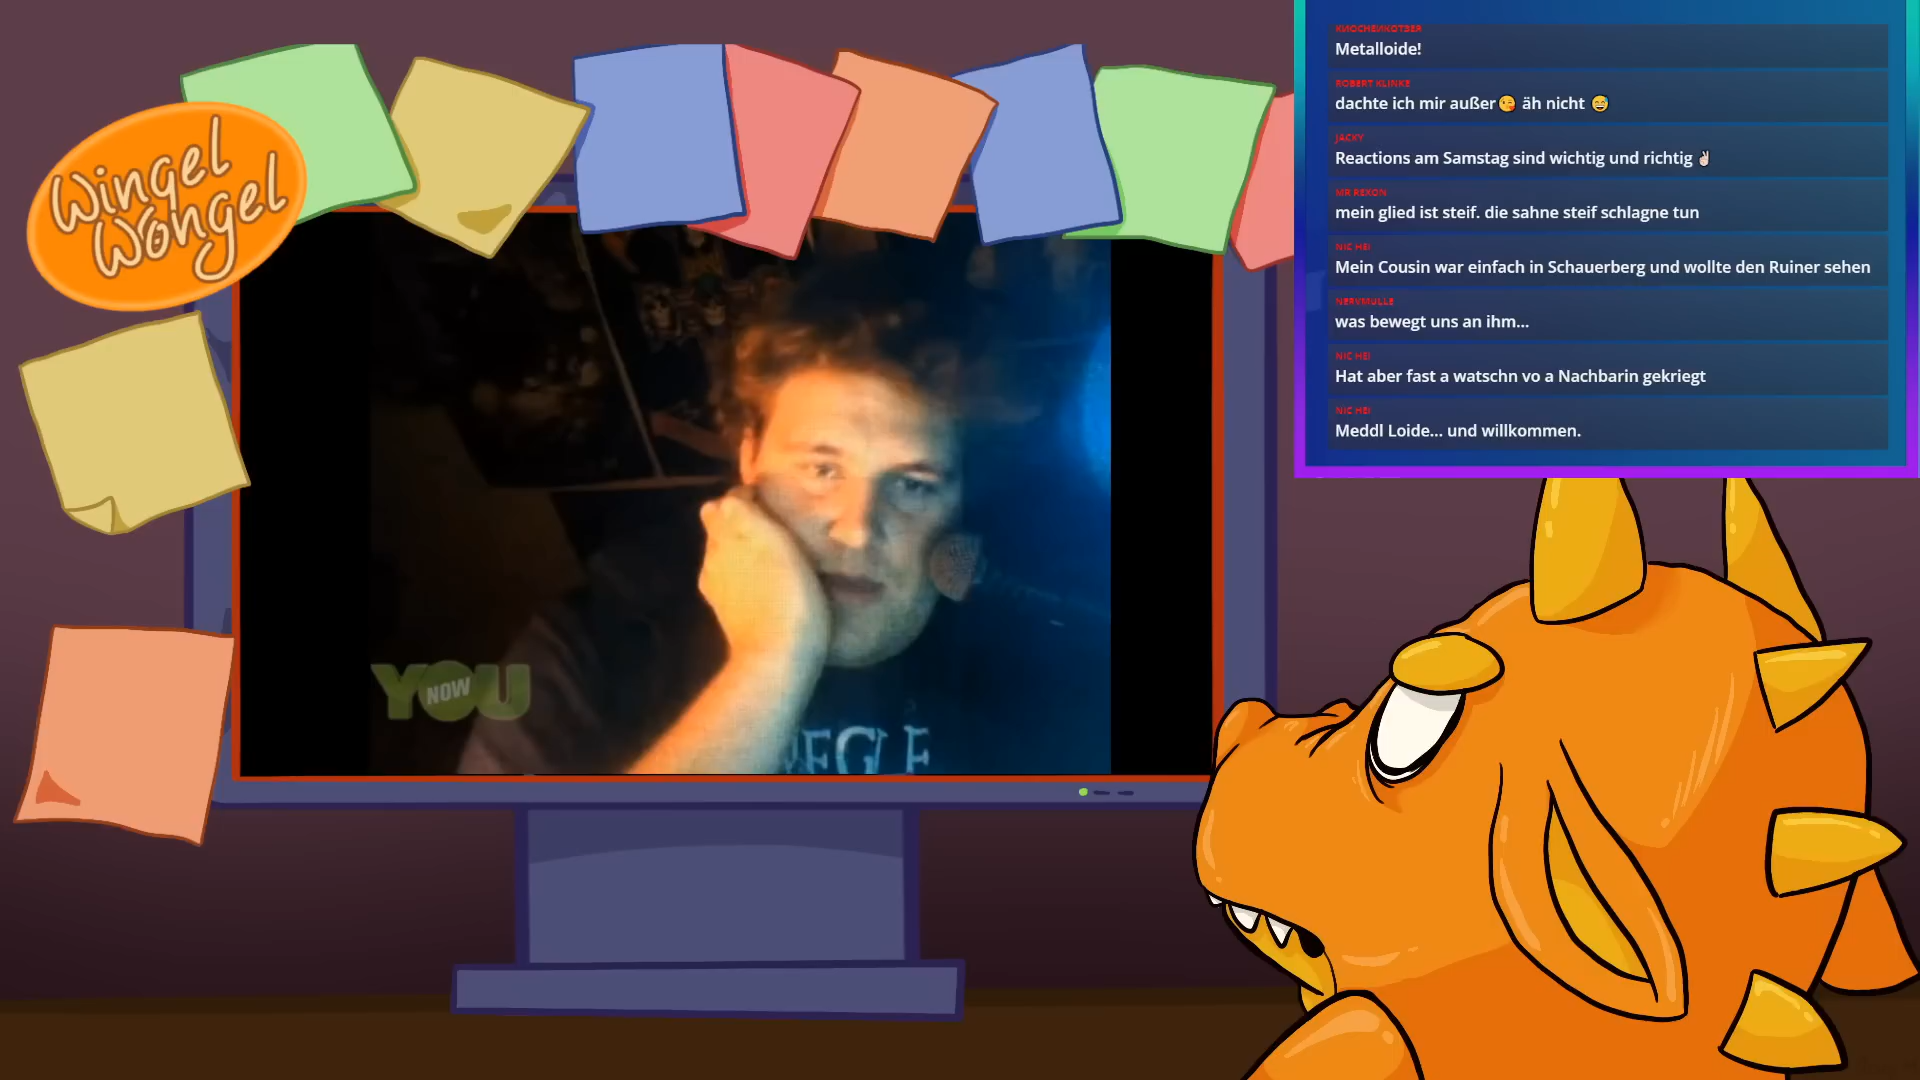 Wingel
Wongel
KNOCHENKOTZER
Metalloide!
ROBERT KLINKE
dachte ich mir außer😘 äh nicht 😅
JACKY
Reactions am Samstag sind wichtig und richtig ✌🏻
MR REXON
mein glied ist steif. die sahne steif schlagne tun
NIC HEI
Mein Cousin war einfach in Schauerberg und wollte den Ruiner sehen
NERVMULLE
was bewegt uns an ihm...
NIC HEI
Hat aber fast a watschn vo a Nachbarin gekriegt
NIC HEI
Meddl Loide... und willkommen.
YOU
NOW